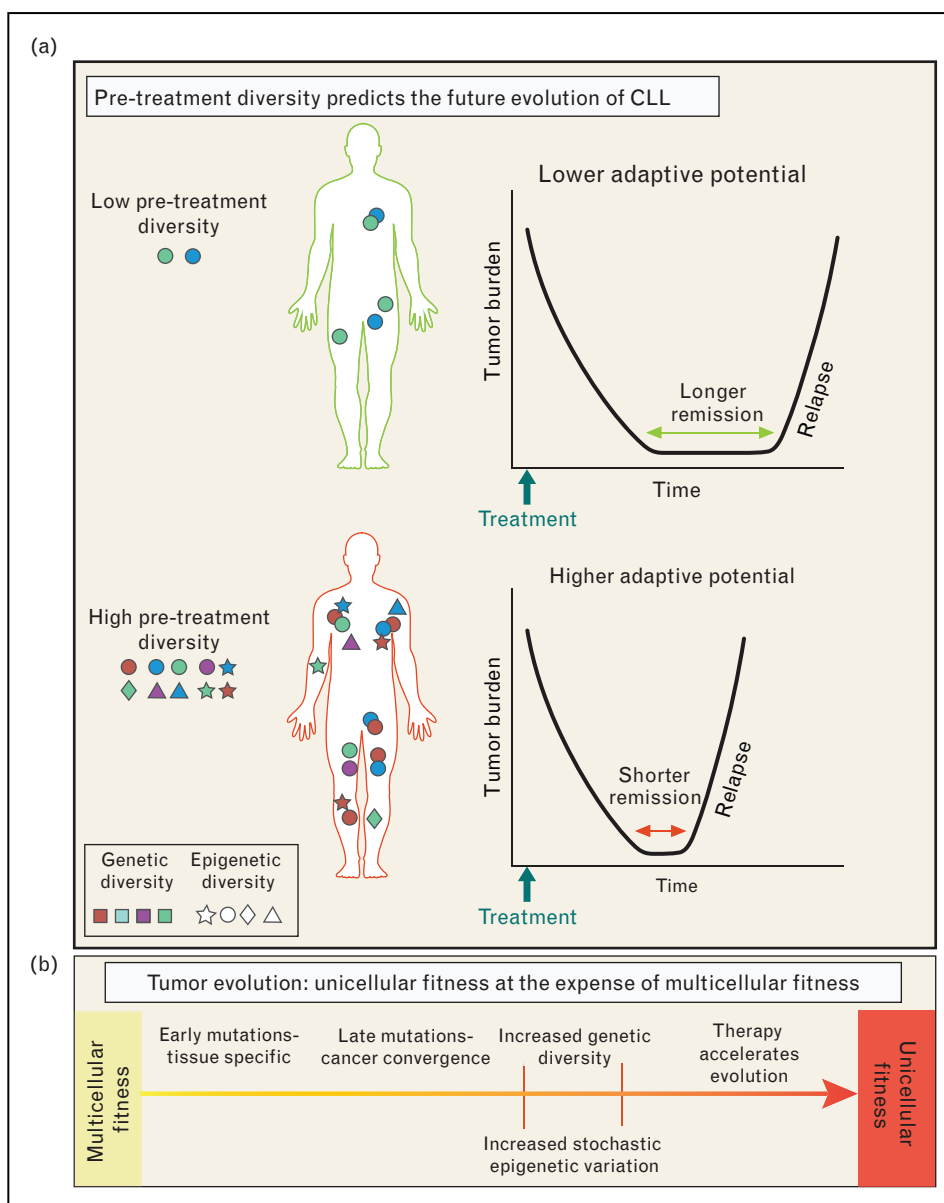 (a)
Pre-treatment diversity predicts the future evolution of CLL
Low pre-treatment
diversity
Lower adaptive potential
Tumor burden
Longer
remission
Relapse
Time
Treatment
High pre-treatment
diversity
Higher adaptive potential
Tumor burden
Shorter
remission
Relapse
Time
Treatment
Genetic
diversity
Epigenetic
diversity
(b)
Tumor evolution: unicellular fitness at the expense of multicellular fitness
Multicellular
fitness
Early mutations-
tissue specific
Late mutations-
cancer convergence
Increased genetic
diversity
Increased stochastic
epigenetic variation
Therapy
accelerates
evolution
Unicellular
fitness